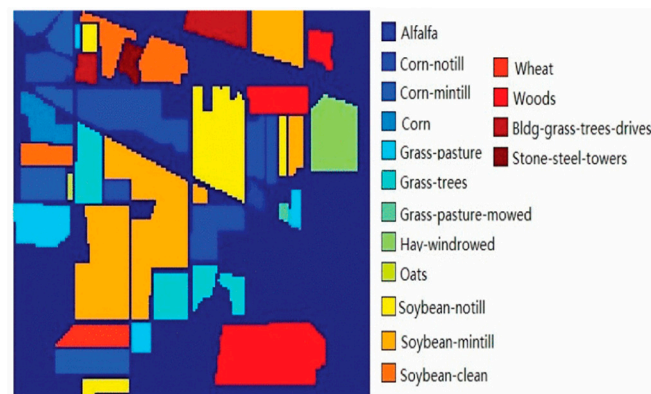 Alfalfa
Corn-notill
Corn-mintill
Corn
Grass-pasture
Grass-trees
Grass-pasture-mowed
Hay-windrowed
Oats
Soybean-notill
Soybean-mintill
Soybean-clean
Wheat
Woods
Bldg-grass-trees-drives
Stone-steel-towers